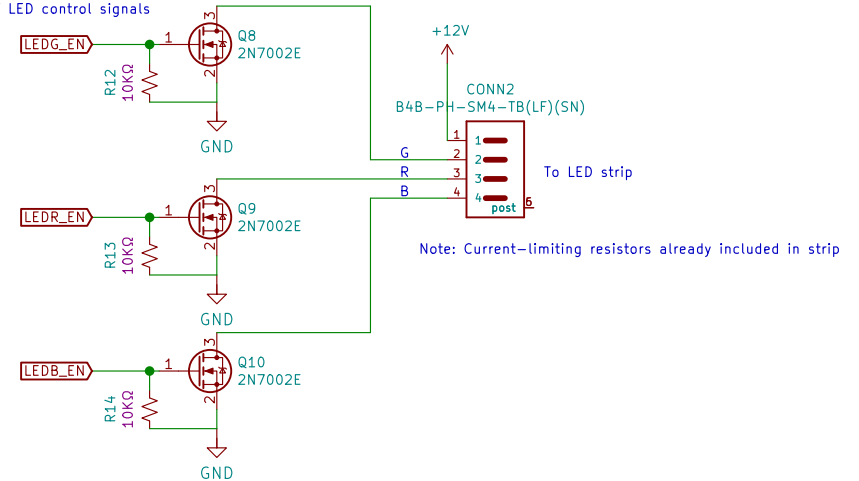 LED control signals
LEDG_EN
1
3
2
Q8
2N7002E
R12
10KΩ
GND
+12V
CONN2
B4B-PH-SM4-TB(LF)(SN)
1
2
3
4
1
2
3
4
post
6
G
R
B
To LED strip
Note: Current-limiting resistors already included in strip
LEDR_EN
1
3
2
Q9
2N7002E
R13
10KΩ
GND
LEDB_EN
1
3
2
Q10
2N7002E
R14
10KΩ
GND